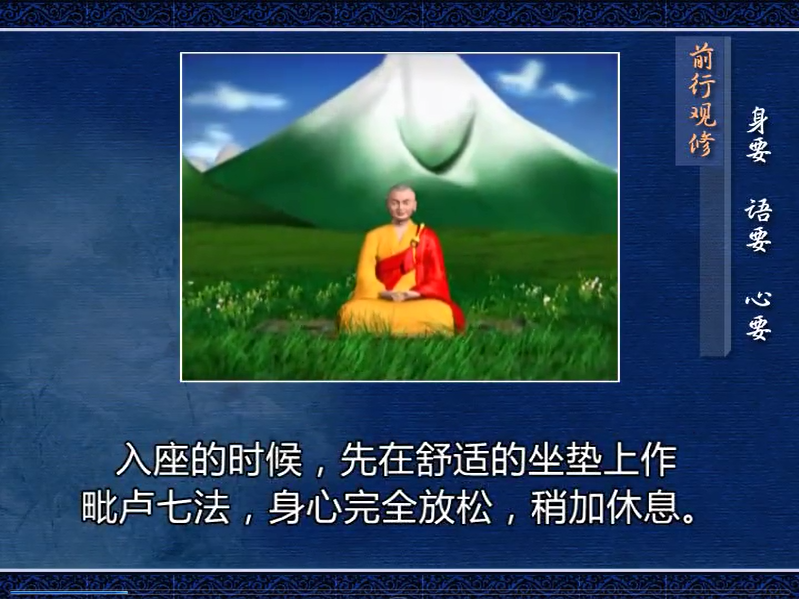 前行观修
身要 语要 心要
入座的时候，先在舒适的坐垫上作
毗卢七法，身心完全放松，稍加休息。